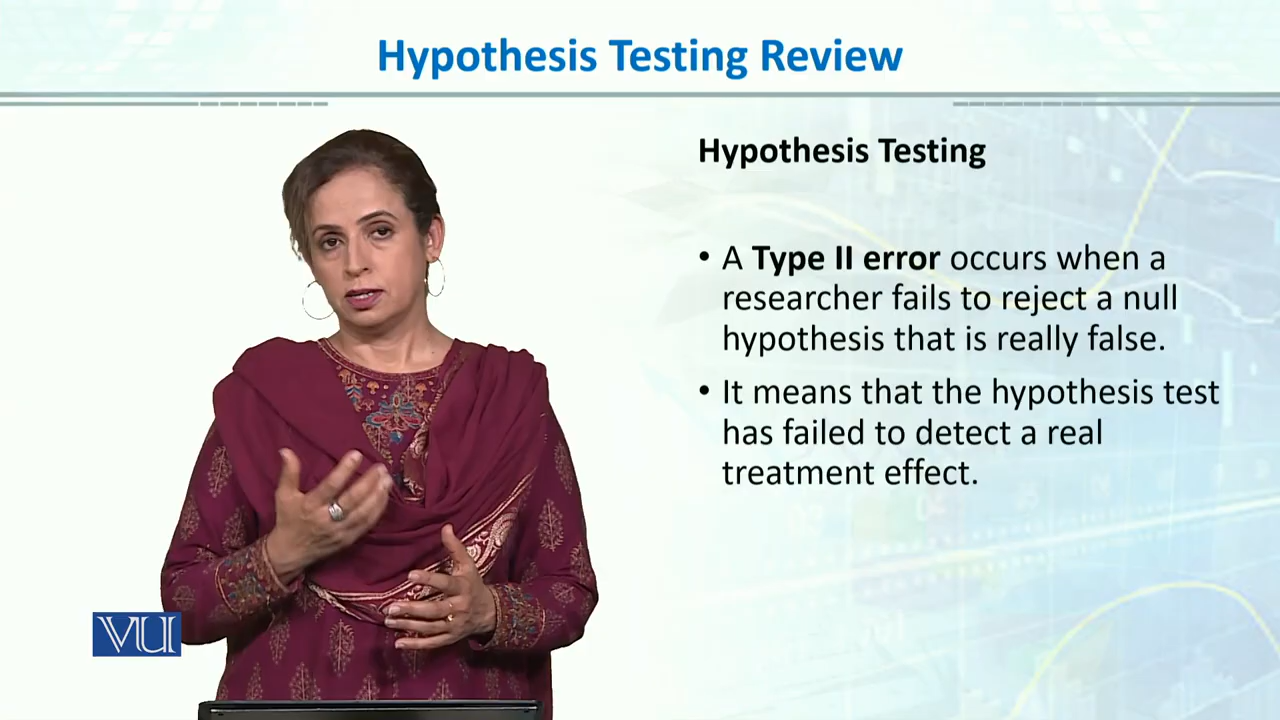 Hypothesis Testing Review
Hypothesis Testing
• A Type II error occurs when a
researcher fails to reject a null
hypothesis that is really false.
• It means that the hypothesis test
has failed to detect a real
treatment effect.
VU